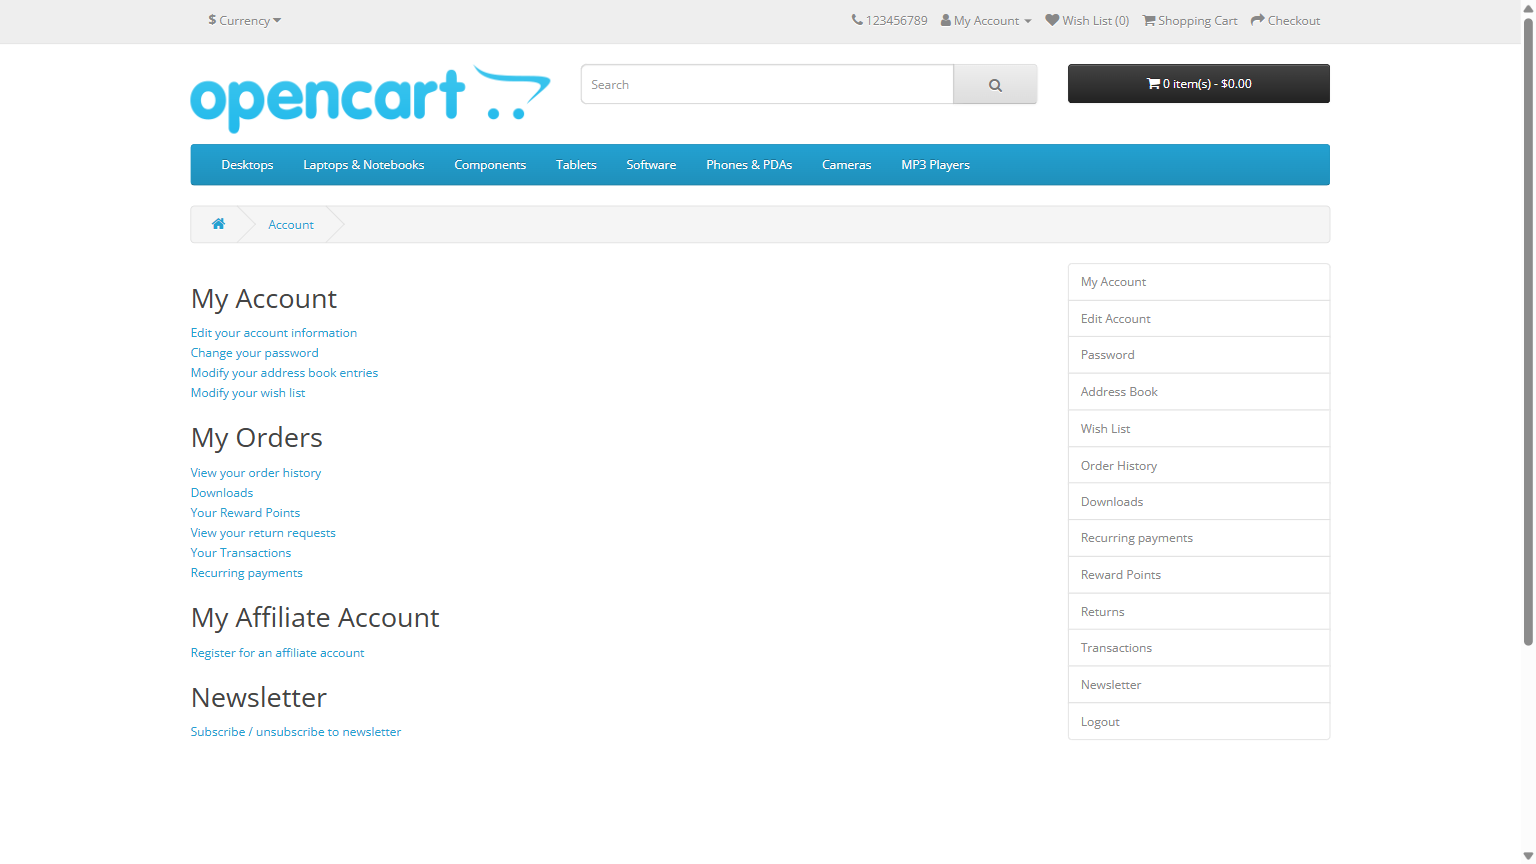 $ Currency
123456789 My Account Wish List (0) Shopping Cart Checkout
opencart
Search
0 item(s) - $0.00
Desktops Laptops & Notebooks Components Tablets Software Phones & PDAs Cameras MP3 Players
Account
My Account
Edit your account information
Change your password
Modify your address book entries
Modify your wish list
My Orders
View your order history
Downloads
Your Reward Points
View your return requests
Your Transactions
Recurring payments
My Affiliate Account
Register for an affiliate account
Newsletter
Subscribe / unsubscribe to newsletter
My Account
Edit Account
Password
Address Book
Wish List
Order History
Downloads
Recurring payments
Reward Points
Returns
Transactions
Newsletter
Logout